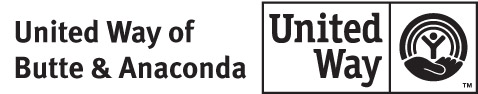 United Way of
Butte & Anaconda
United
Way
TM